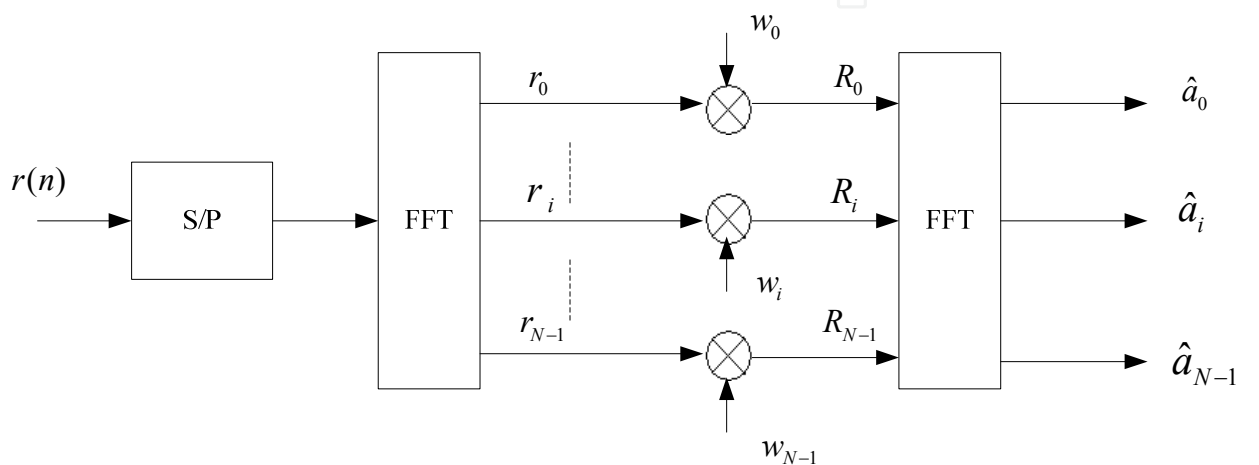 w_0
r_0
R_0
â_0
r(n)
S/P
FFT
r_i
R_i
FFT
â_i
w_i
r_{N-1}
R_{N-1}
â_{N-1}
w_{N-1}